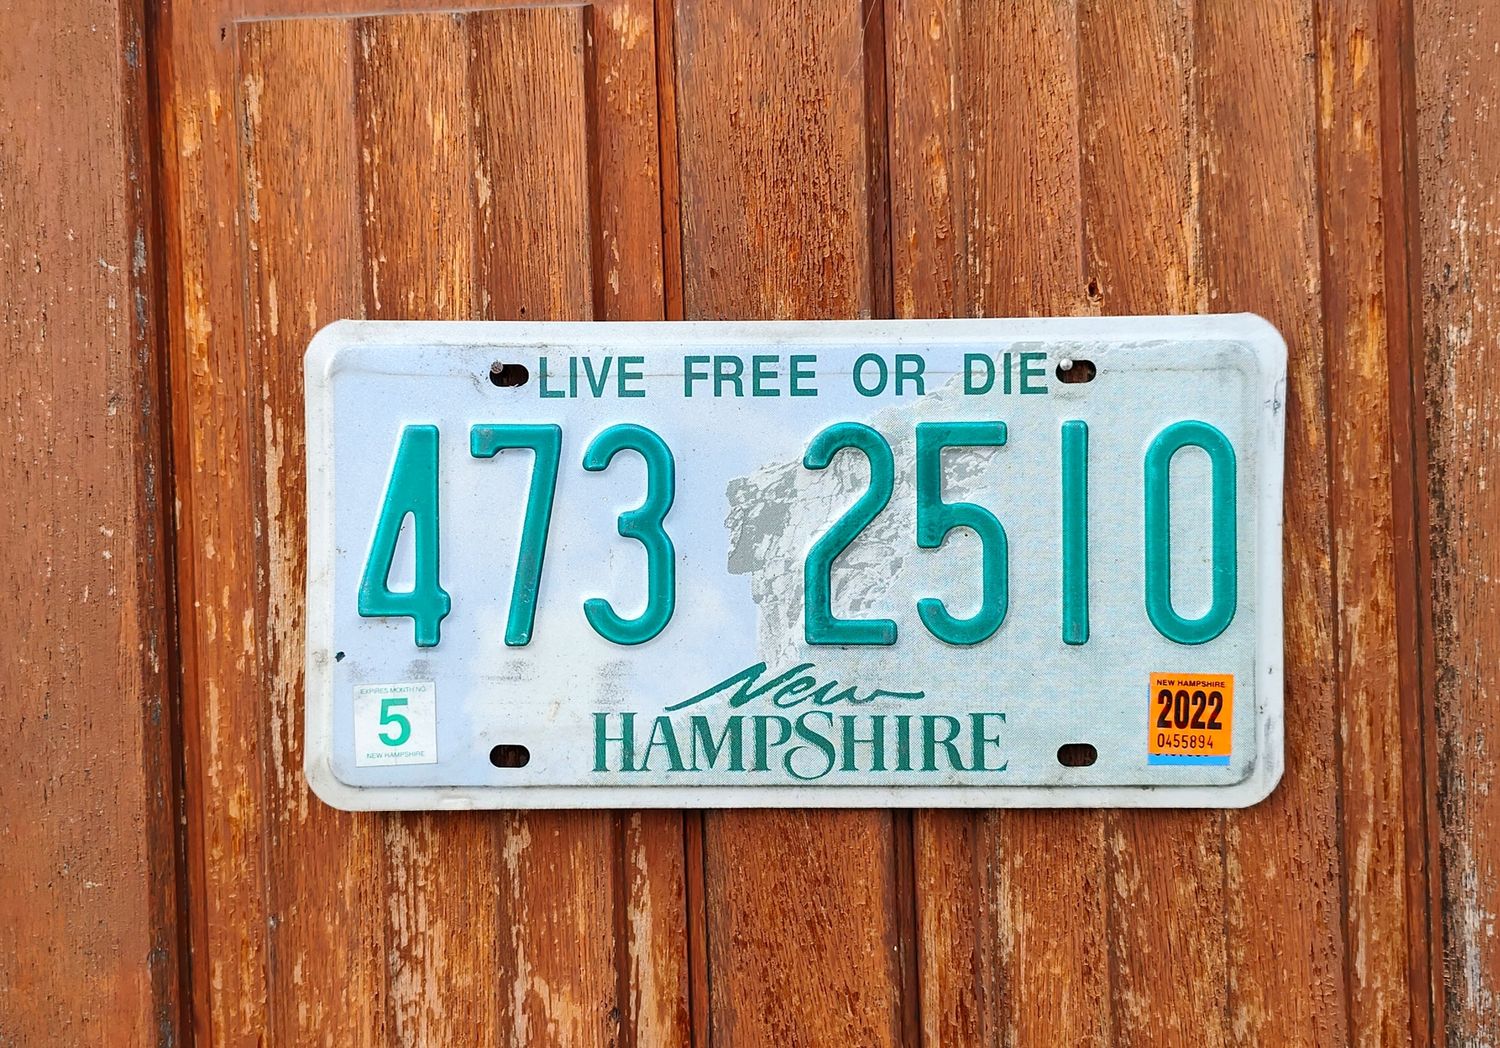 LIVE FREE OR DIE
473 2510
EXPIRES MONTH NO.
5
NEW HAMPSHIRE
New
HAMPSHIRE
NEW HAMPSHIRE
2022
0455894